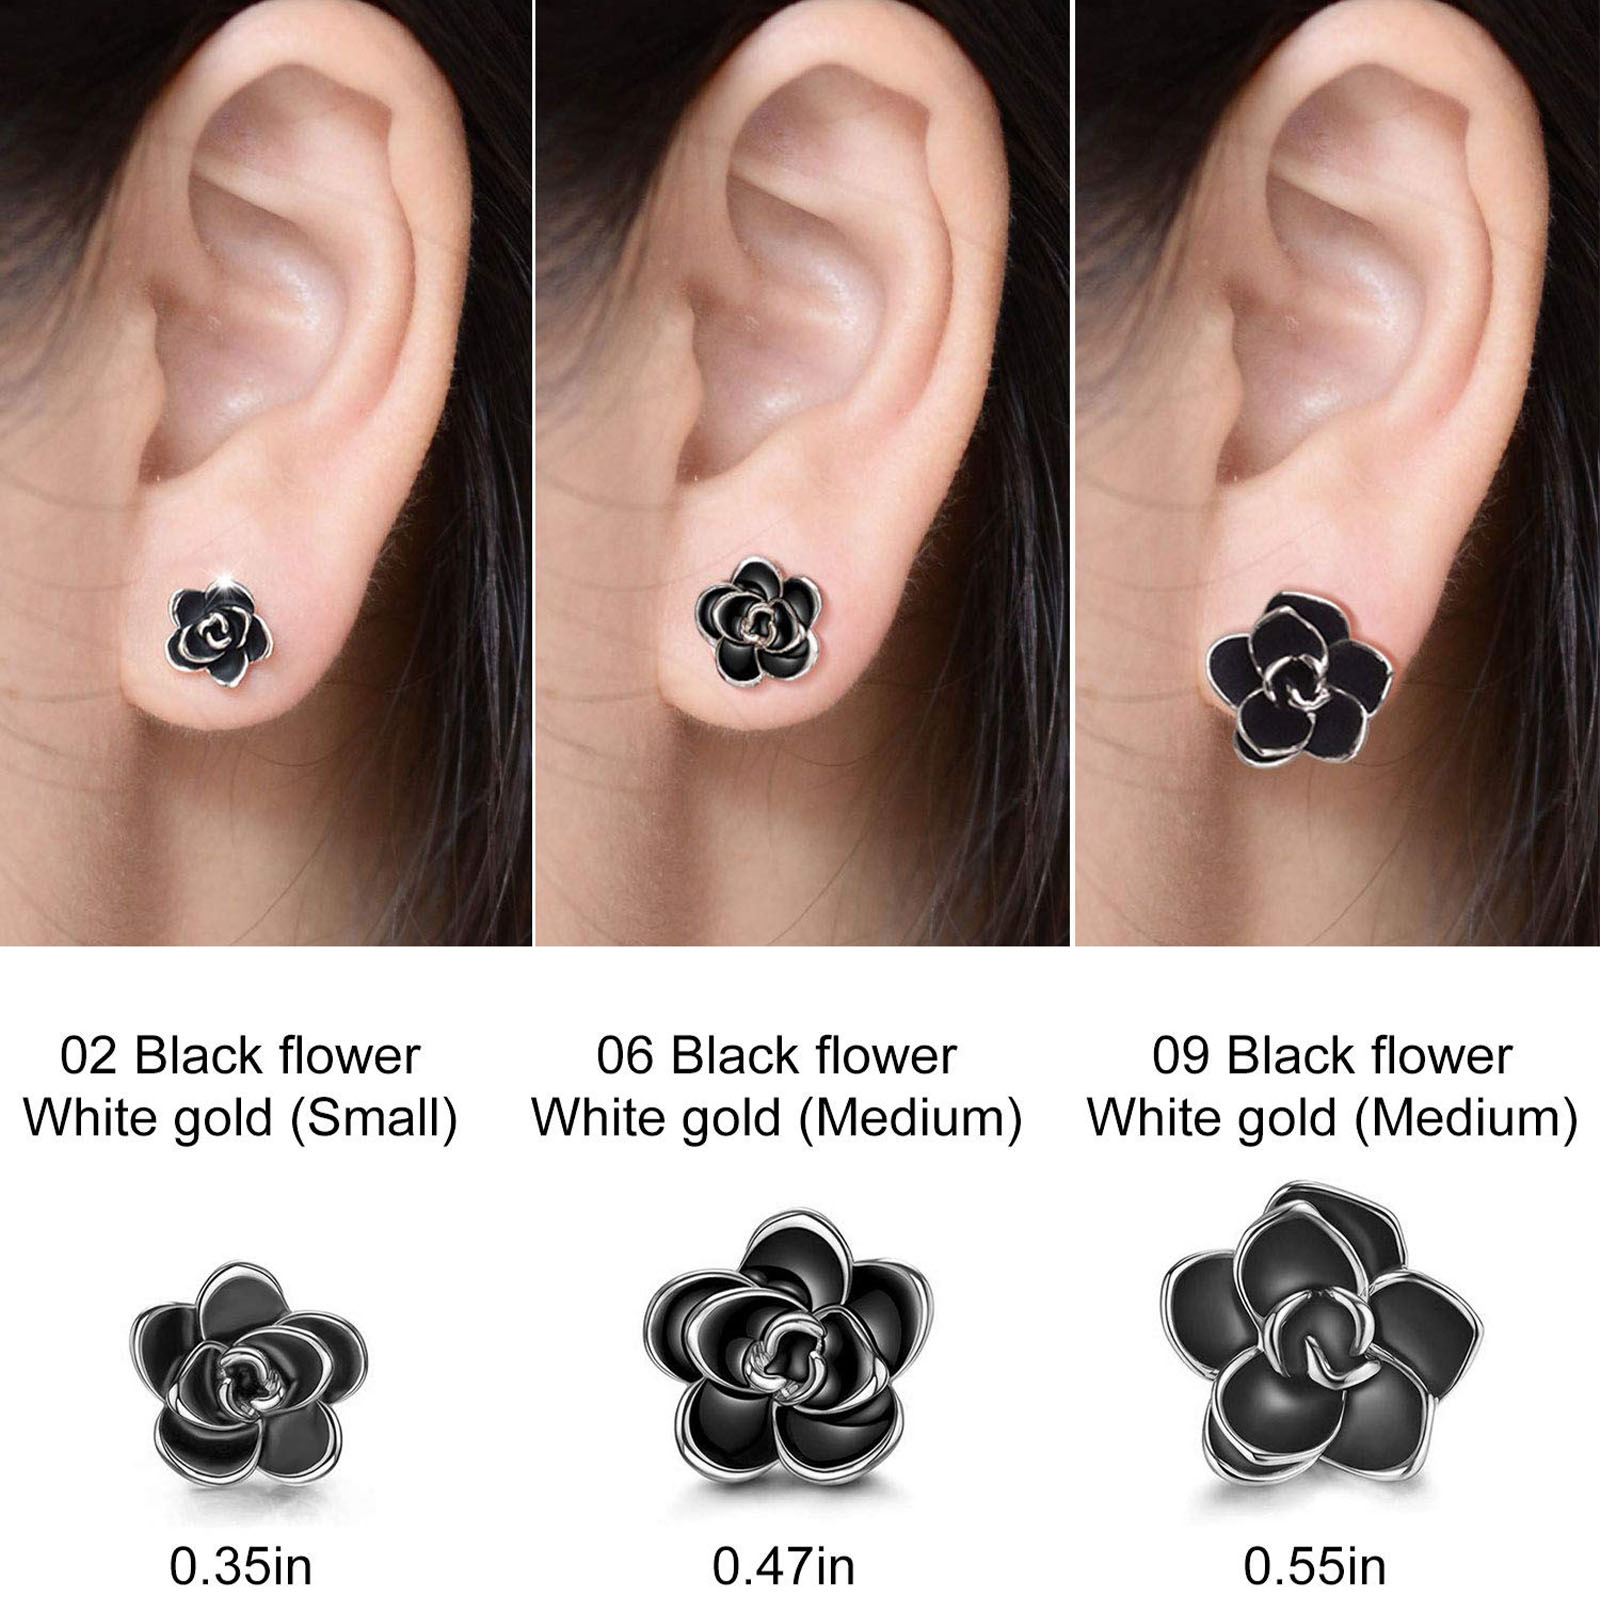 02 Black flower
White gold (Small)
06 Black flower
White gold (Medium)
09 Black flower
White gold (Medium)
0.35in
0.47in
0.55in